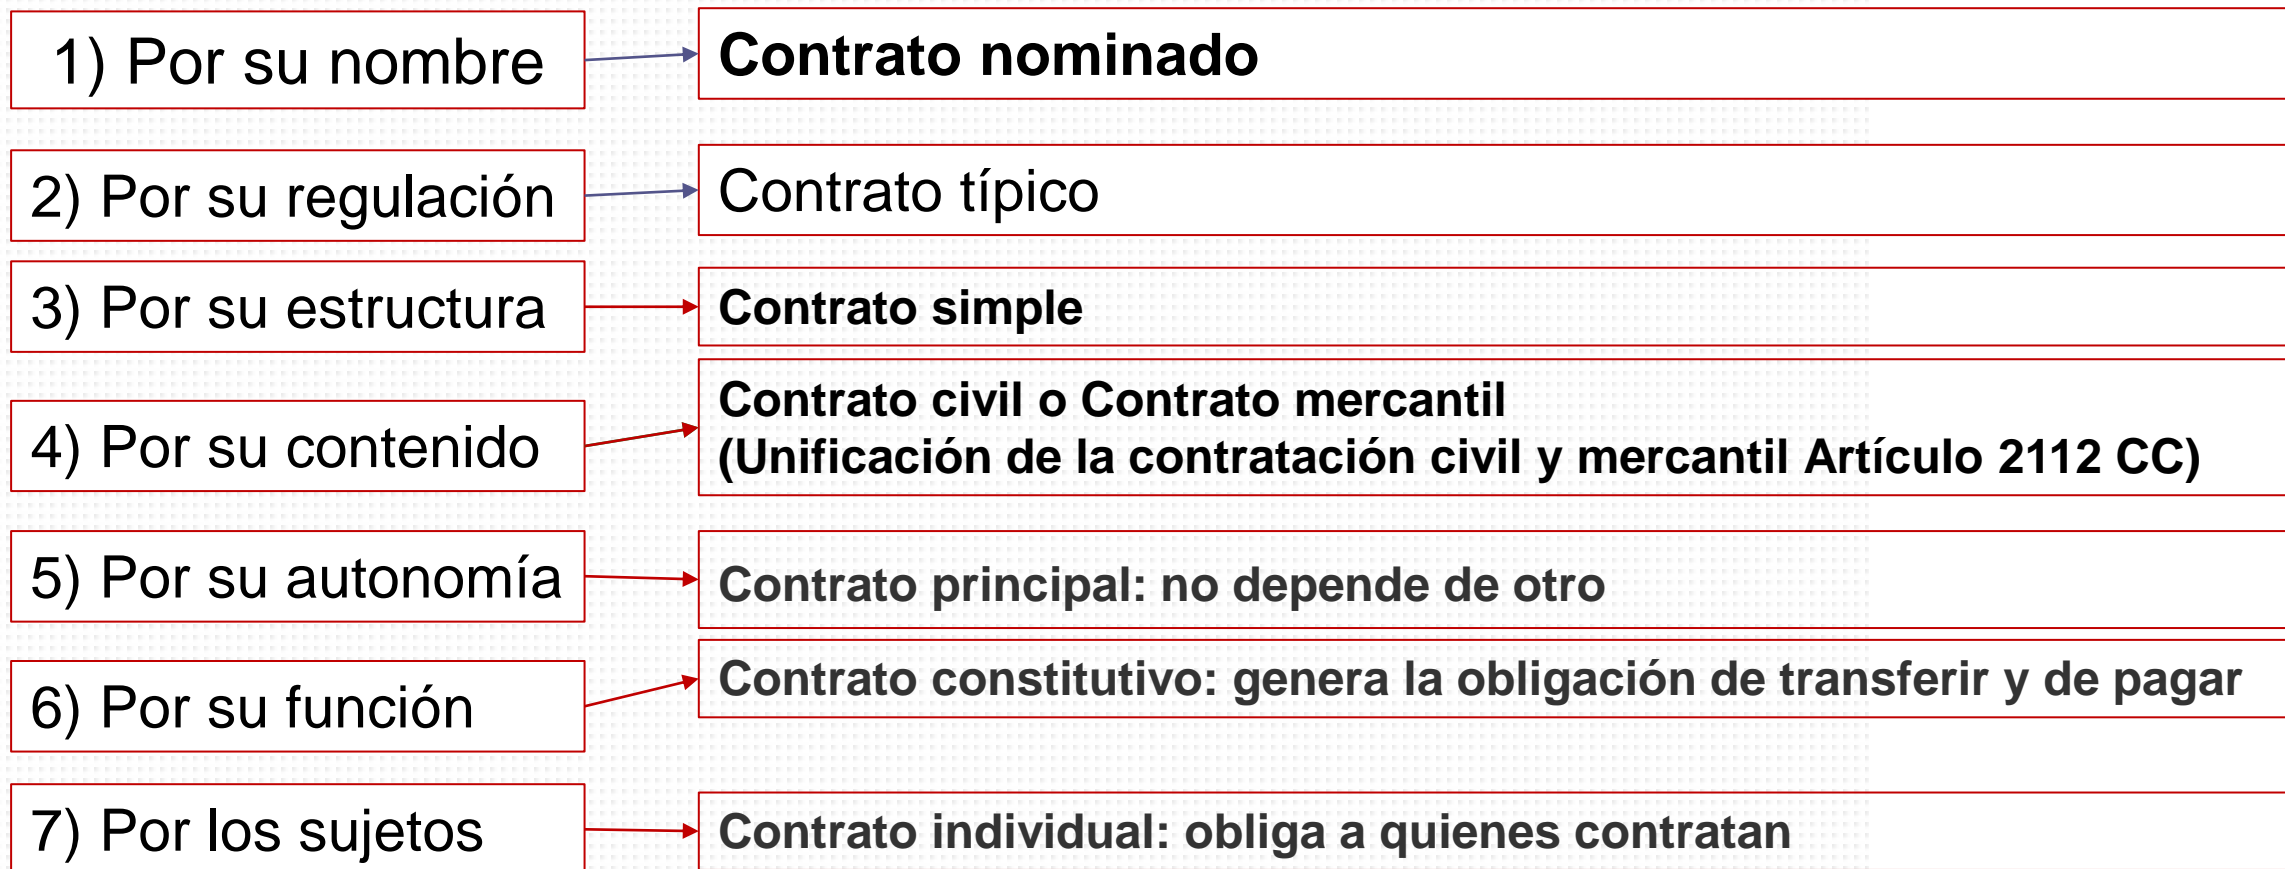 1) Por su nombre
Contrato nominado
2) Por su regulación
Contrato típico
3) Por su estructura
Contrato simple
4) Por su contenido
Contrato civil o Contrato mercantil
(Unificación de la contratación civil y mercantil Artículo 2112 CC)
5) Por su autonomía
Contrato principal: no depende de otro
6) Por su función
Contrato constitutivo: genera la obligación de transferir y de pagar
7) Por los sujetos
Contrato individual: obliga a quienes contratan